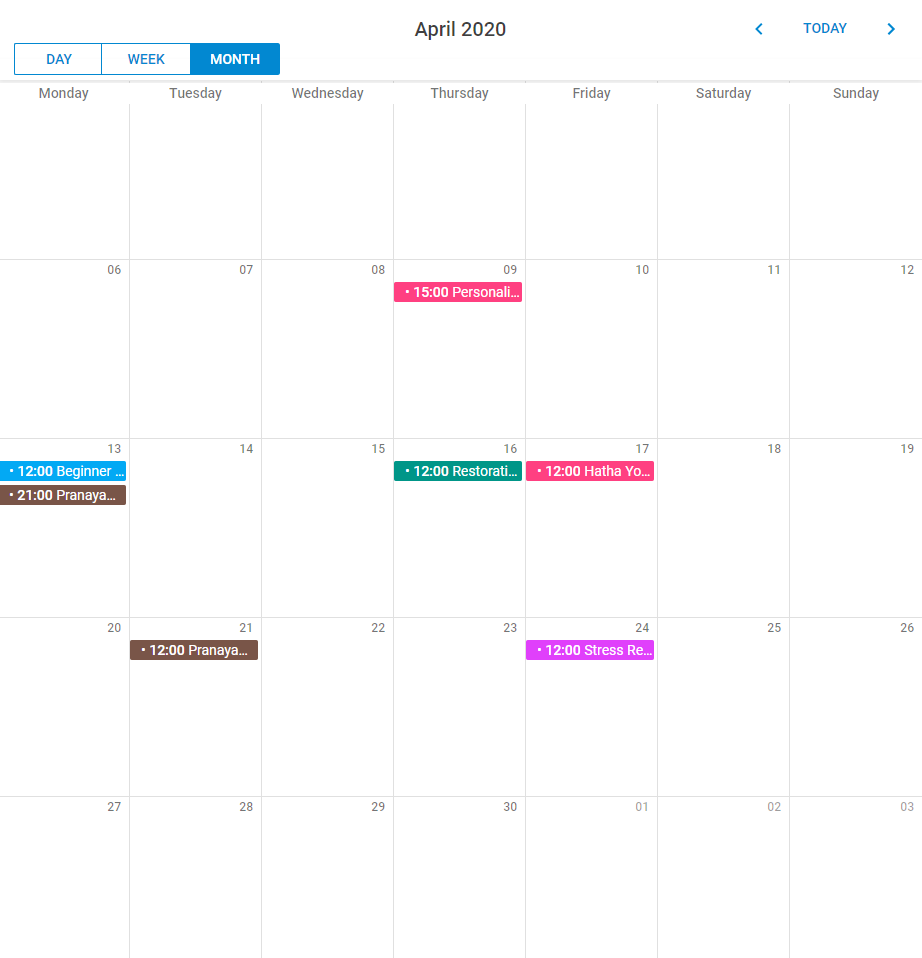 April 2020
TODAY
DAY WEEK MONTH
Monday Tuesday Wednesday Thursday Friday Saturday Sunday
06 07 08 09 10 11 12
15:00 Personali...
13 14 15 16 17 18 19
12:00 Beginner ... 12:00 Restorati... 12:00 Hatha Yo...
21:00 Pranaya...
20 21 22 23 24 25 26
12:00 Pranaya... 12:00 Stress Re...
27 28 29 30 01 02 03